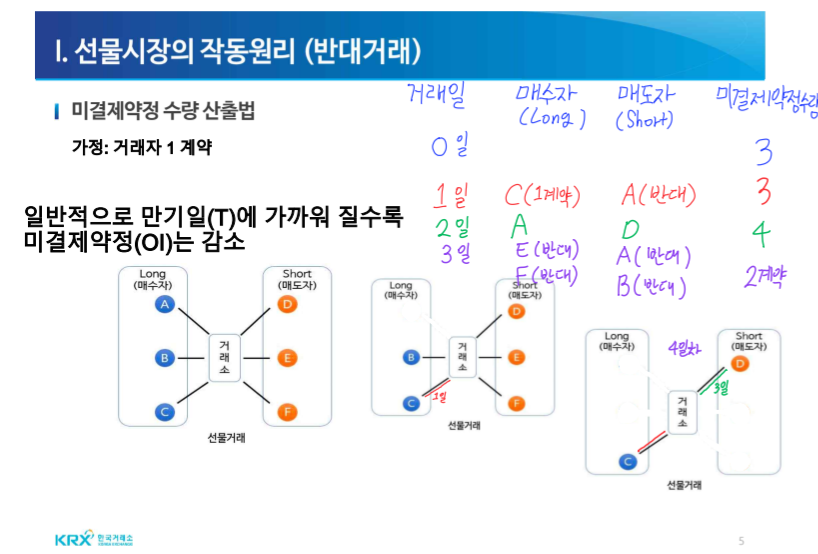 I. 선물시장의 작동원리 (반대거래)
미결제약정 수량 산출법
가정: 거래자 1 계약
일반적으로 만기일(T)에 가까워 질수록
미결제약정(OI)는 감소
거래일 매수자 매도자 미결제약정수량
(Long) (Short)
0일 3
1일 C(1계약) A(반대) 3
2일 A D 4
3일 E(반대) A(반대) 2계약
F(반대) B(반대)
Long
(매수자)
Short
(매도자)
A
B
C
거래소
D
E
F
선물거래
Long
(매수자)
Short
(매도자)
B
C
1일
거래소
D
E
F
선물거래
Long
(매수자)
4일차
Short
(매도자)
D
3일
거래소
C
선물거래
KRX 한국거래소
KOREA EXCHANGE
5